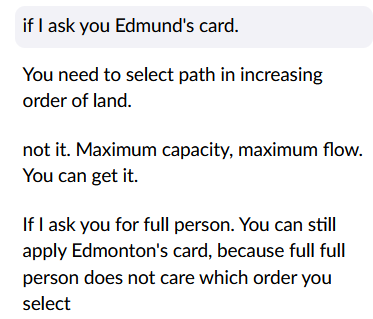 if I ask you Edmund's card.
You need to select path in increasing
order of land.
not it. Maximum capacity, maximum flow.
You can get it.
If I ask you for full person. You can still
apply Edmonton's card, because full full
person does not care which order you
select